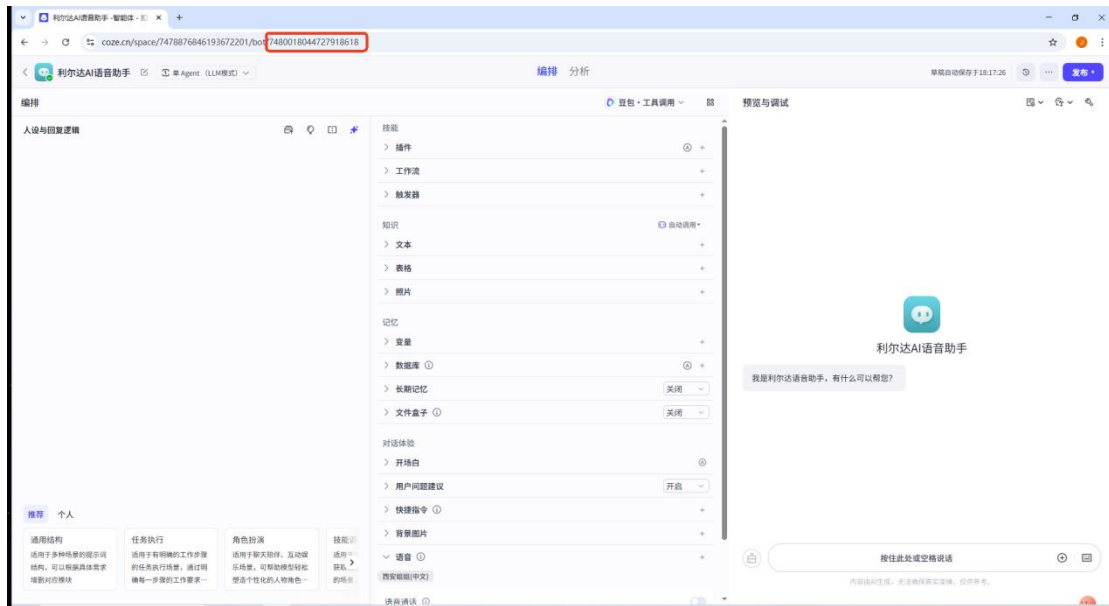 利尔达AI语音助手 - 智能体 - 扣
coze.cn/space/7478876846193672201/bot/7480018044727918618
利尔达AI语音助手 单 Agent（LLM模式） 编排 分析 草稿自动保存于18:17:26 发布
编排 豆包·工具调用 预览与调试
人设与回复逻辑
技能
插件
工作流
触发器
知识 自动调用
文本
表格
照片
记忆
变量
数据库
长期记忆 关闭
文件盒子 关闭
对话体验
开场白
用户问题建议 开启
快捷指令
背景图片
语音
西安姐姐(中文)
语音通话
推荐 个人
通用结构
适用于多种场景的提示词
结构，可以根据具体需求
增删对应模块
任务执行
适用于有明确的工作步骤
的任务执行场景，通过明
确每一步骤的工作要求…
角色扮演
适用于聊天陪伴、互动娱
乐场景，可帮助模型轻松
塑造个性化的人物角色…
技能
适用
获取
的场景
利尔达AI语音助手
我是利尔达语音助手，有什么可以帮您？
按住此处或空格说话
内容由AI生成，无法确保真实准确，仅供参考。